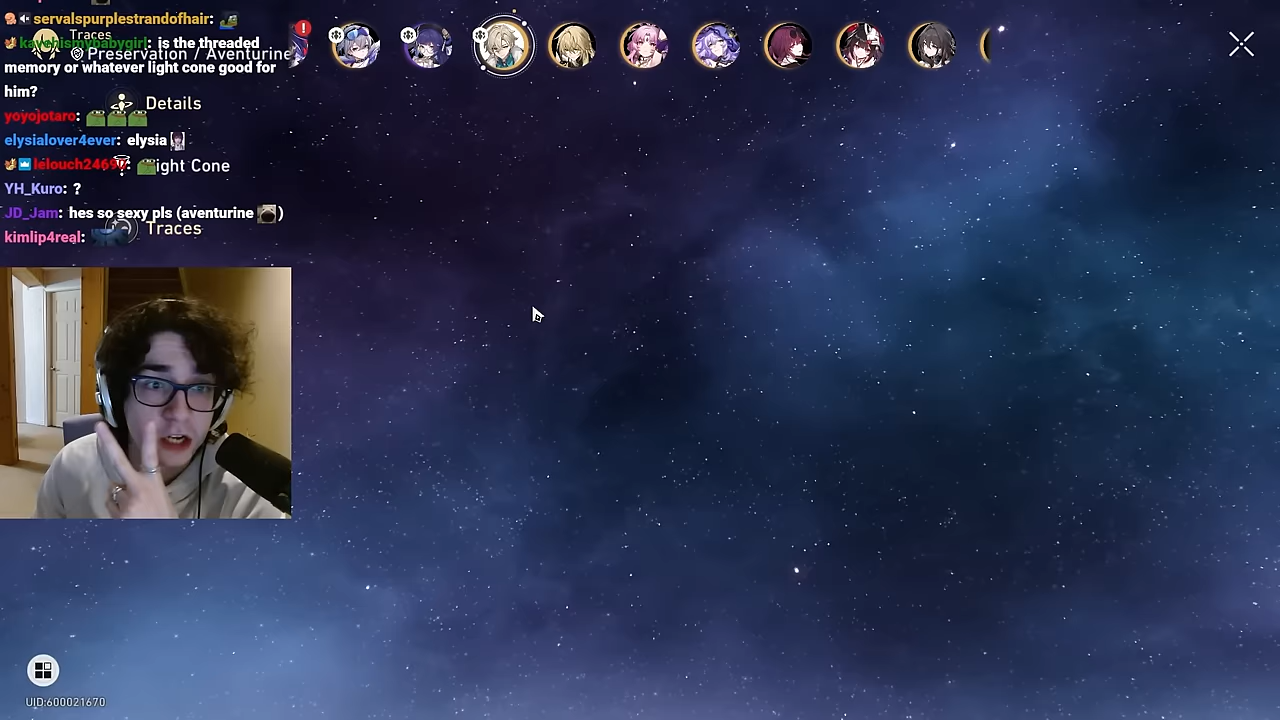 servalspurplestrandofhair:
Traces
kavehismybabygirl: is the threaded
Preservation / Aventurine
memory or whatever light cone good for
him?
Details
yoyojotaro:
elysialover4ever: elysia
ight Cone
YH_Kuro: ?
JD_Jam: hes so sexy pls (aventurine )
Traces
kimlip4real:
UID:600021670